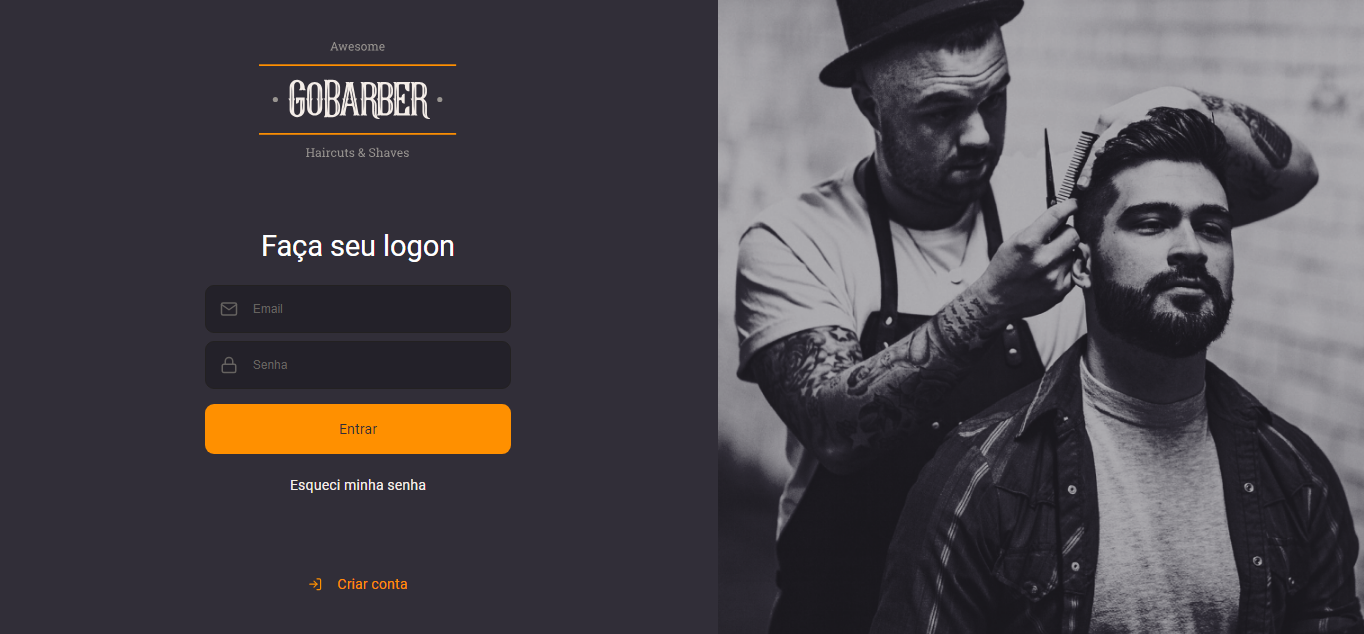 Awesome
GOBARBER
Haircuts & Shaves
Faça seu logon
Email
Senha
Entrar
Esqueci minha senha
Criar conta